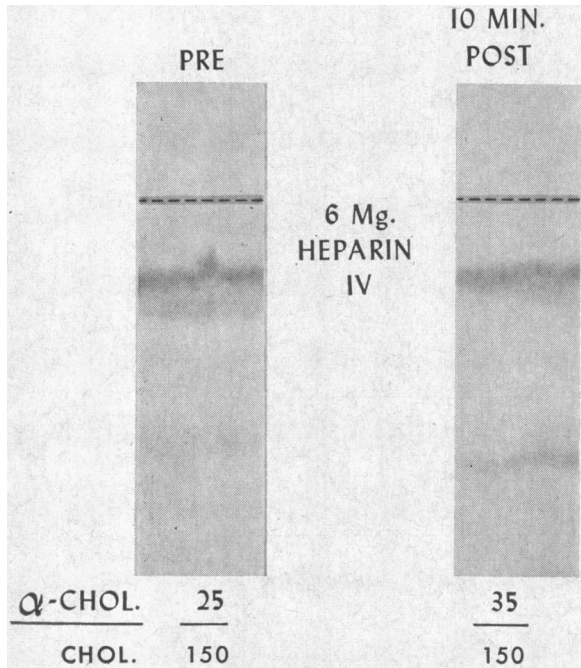 PRE
10 MIN.
POST
6 Mg.
HEPARIN
IV
α-CHOL. 25 35
CHOL. 150 150